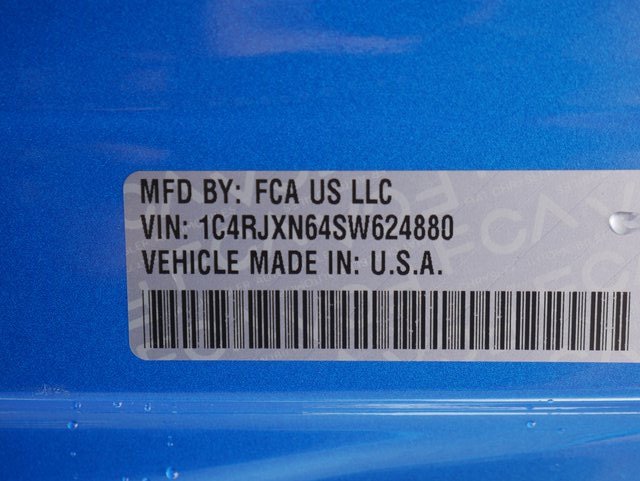 MFD BY: FCA US LLC
VIN: 1C4RJXN64SW624880
VEHICLE MADE IN: U.S.A.